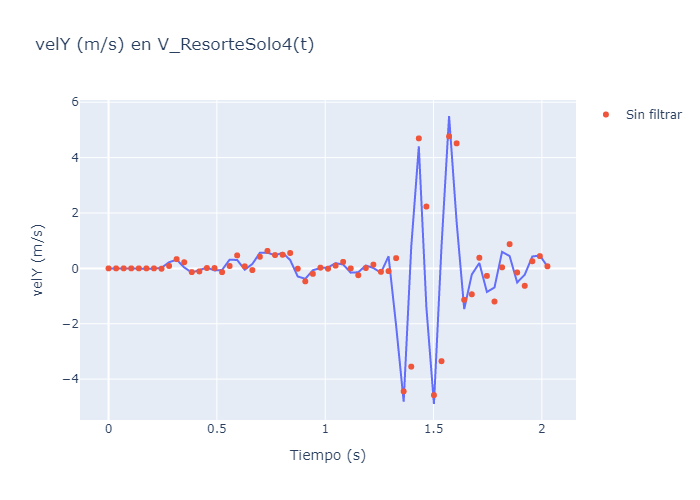 velY (m/s) en V_ResorteSolo4(t)
Sin filtrar
velY (m/s)
6
4
2
0
−2
−4
0
0.5
1
1.5
2
Tiempo (s)